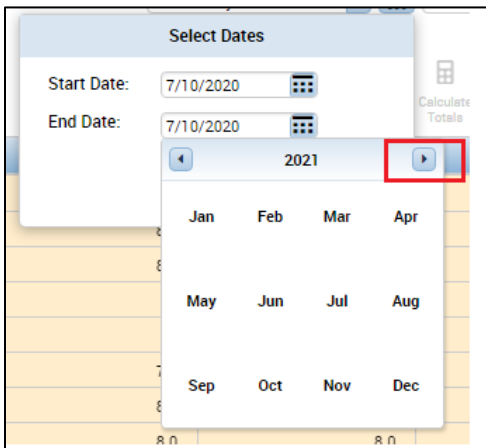 Select Dates
Start Date: 7/10/2020
Calculate
Totals
End Date: 7/10/2020
2021
Jan Feb Mar Apr
May Jun Jul Aug
Sep Oct Nov Dec
8.0 8.0